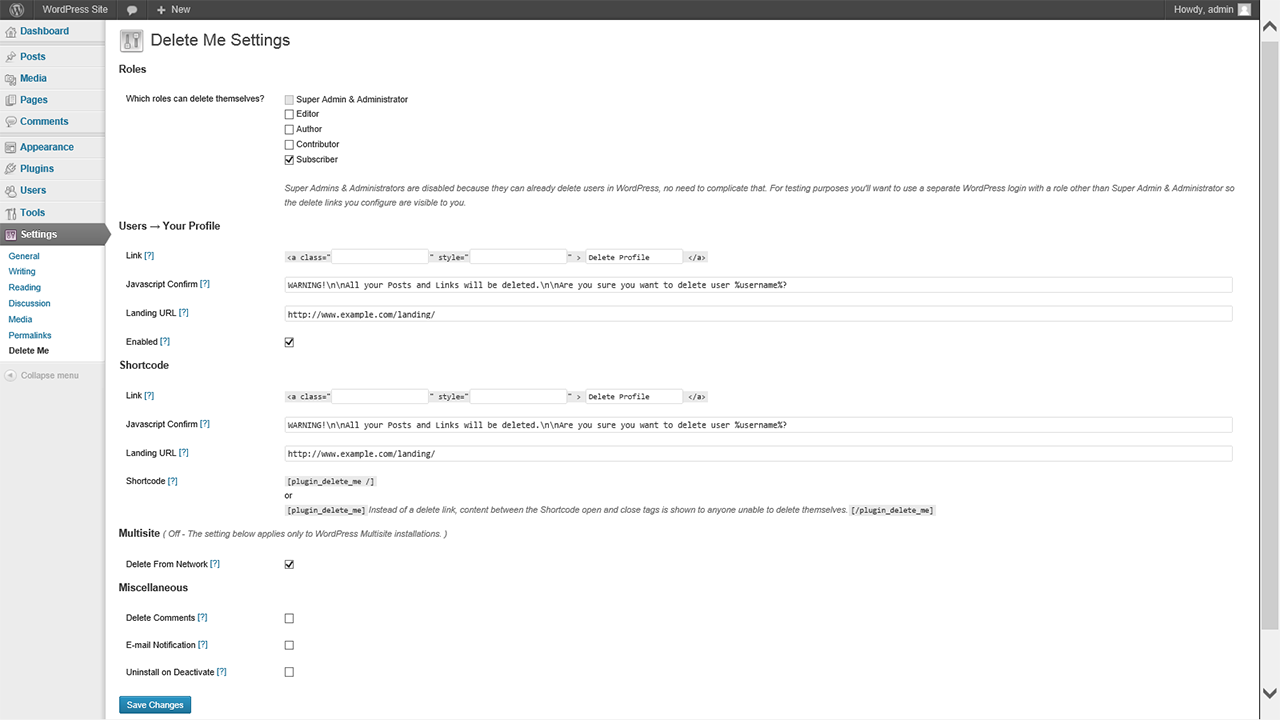 WordPress Site
New
Howdy, admin
Dashboard
Posts
Media
Pages
Comments
Appearance
Plugins
Users
Tools
Settings
General
Writing
Reading
Discussion
Media
Permalinks
Delete Me
Collapse menu
Delete Me Settings
Roles
Which roles can delete themselves?
Super Admin & Administrator
Editor
Author
Contributor
Subscriber
Super Admins & Administrators are disabled because they can already delete users in WordPress, no need to complicate that. For testing purposes you'll want to use a separate WordPress login with a role other than Super Admin & Administrator so
the delete links you configure are visible to you.
Users → Your Profile
Link [?] <a class=" " style=" " > Delete Profile </a>
Javascript Confirm [?] WARNING!\n\nAll your Posts and Links will be deleted.\n\nAre you sure you want to delete user %username%?
Landing URL [?] http://www.example.com/landing/
Enabled [?]
Shortcode
Link [?] <a class=" " style=" " > Delete Profile </a>
Javascript Confirm [?] WARNING!\n\nAll your Posts and Links will be deleted.\n\nAre you sure you want to delete user %username%?
Landing URL [?] http://www.example.com/landing/
Shortcode [?] [plugin_delete_me /]
or
[plugin_delete_me] Instead of a delete link, content between the Shortcode open and close tags is shown to anyone unable to delete themselves. [/plugin_delete_me]
Multisite ( Off - The setting below applies only to WordPress Multisite installations. )
Delete From Network [?]
Miscellaneous
Delete Comments [?]
E-mail Notification [?]
Uninstall on Deactivate [?]
Save Changes